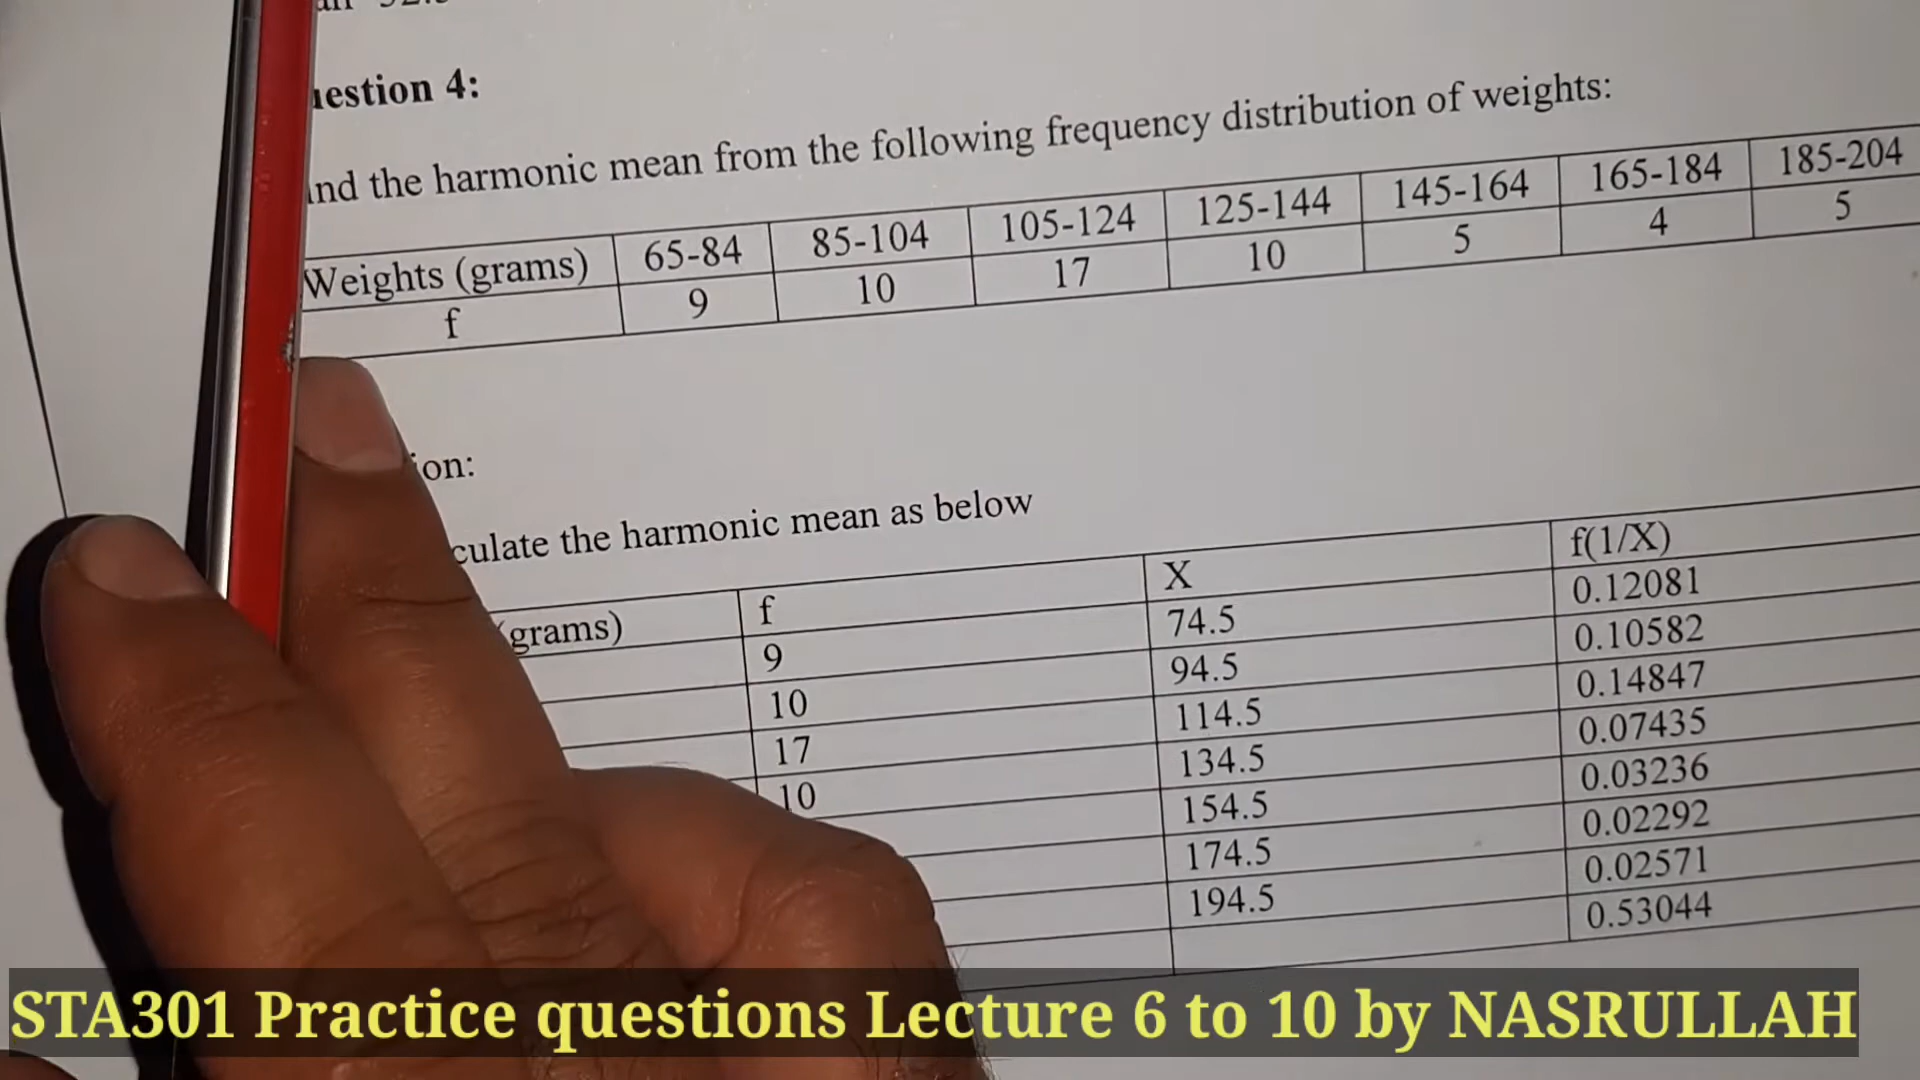 estion 4:
nd the harmonic mean from the following frequency distribution of weights:
Weights (grams) 65-84 85-104 105-124 125-144 145-164 165-184 185-204
f 9 10 17 10 5 4 5
ion:
culate the harmonic mean as below
(grams) f X f(1/X)
9 74.5 0.12081
10 94.5 0.10582
17 114.5 0.14847
10 134.5 0.07435
154.5 0.03236
174.5 0.02292
194.5 0.02571
0.53044
STA301 Practice questions Lecture 6 to 10 by NASRULLAH